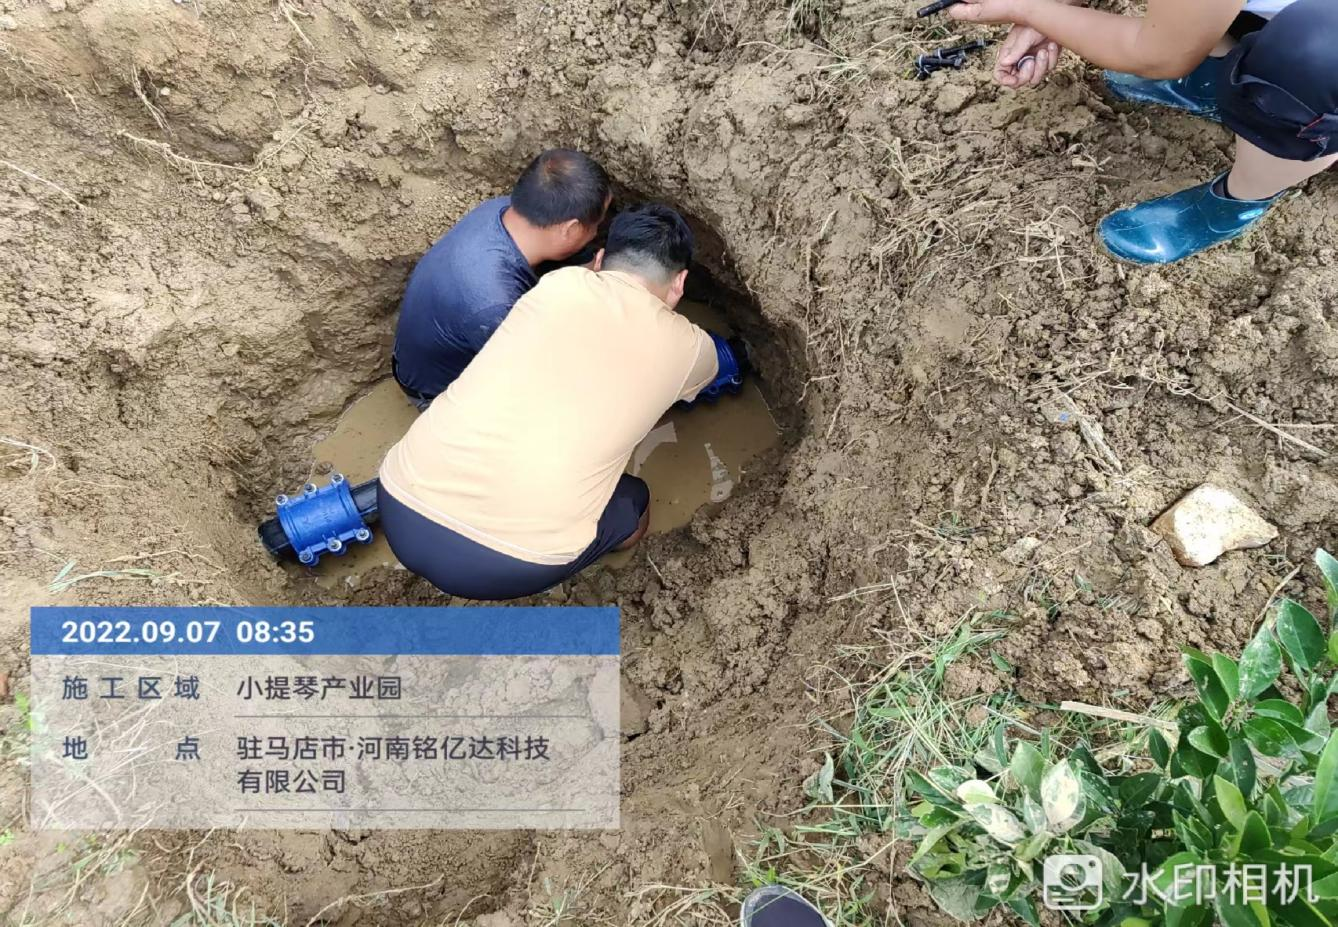 2022.09.07 08:35
施工区域 小提琴产业园
地点 驻马店市·河南铭亿达科技
有限公司
水印相机